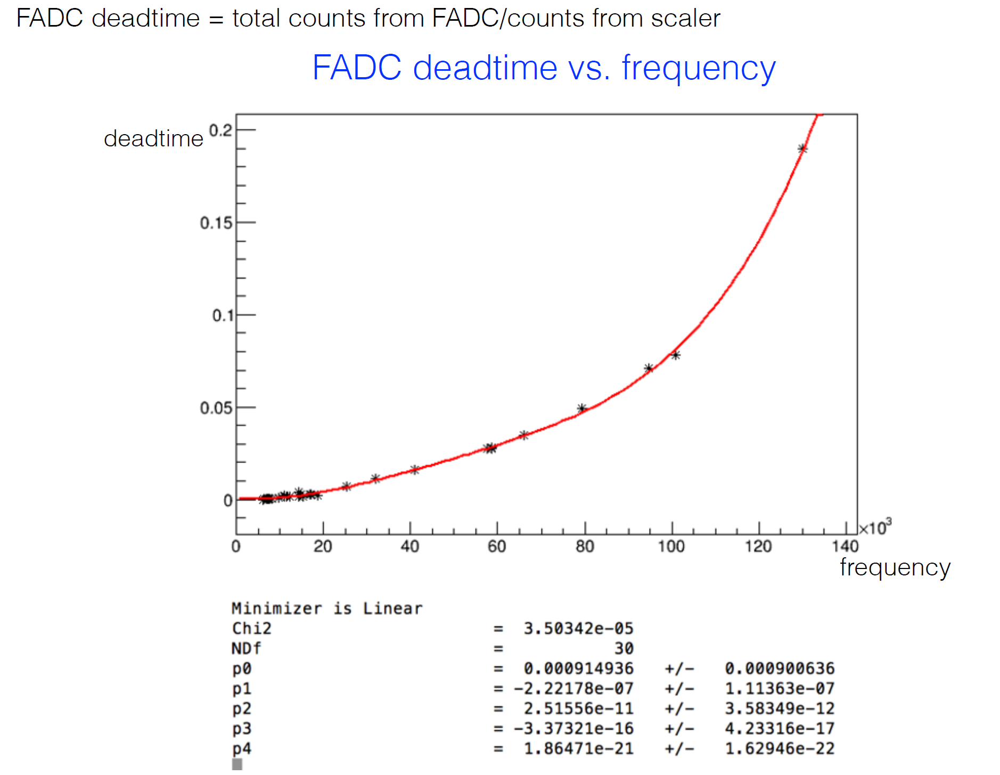 FADC deadtime = total counts from FADC/counts from scaler
FADC deadtime vs. frequency
deadtime
0.2
0.15
0.1
0.05
0
0 20 40 60 80 100 120 140
×10³
frequency
Minimizer is Linear
Chi2 = 3.50342e-05
NDf = 30
p0 = 0.000914936 +/- 0.000900636
p1 = -2.22178e-07 +/- 1.11363e-07
p2 = 2.51556e-11 +/- 3.58349e-12
p3 = -3.37321e-16 +/- 4.23316e-17
p4 = 1.86471e-21 +/- 1.62946e-22